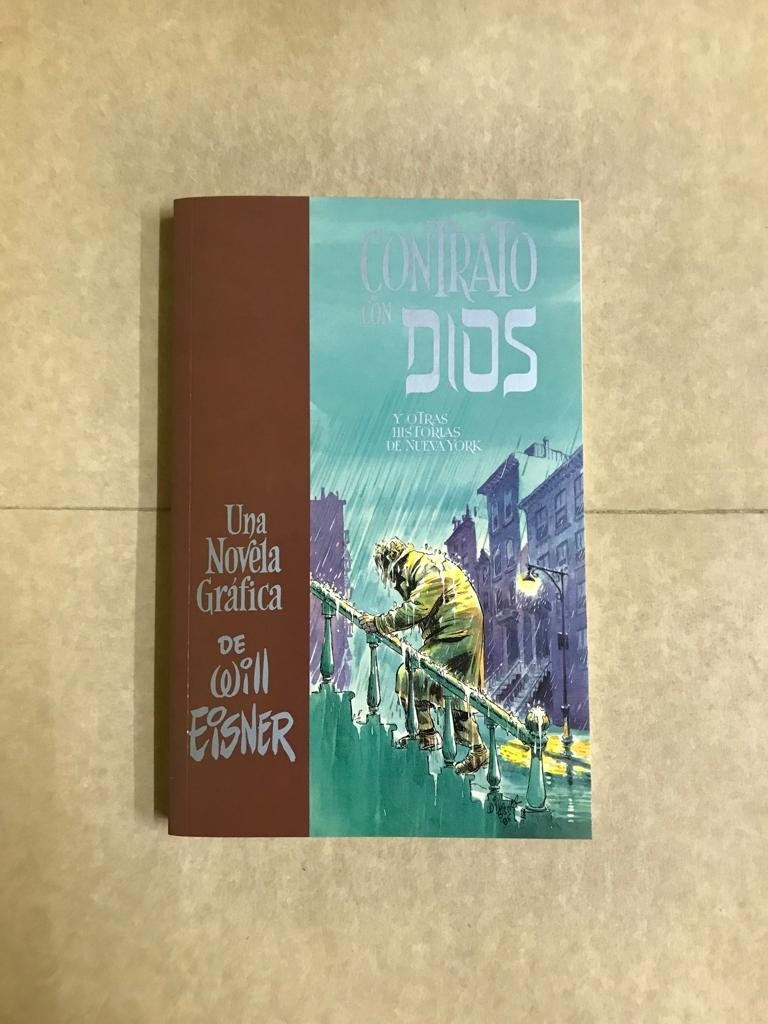 CONTRATO
CON
DIOS
Y OTRAS
HISTORIAS
DE NUEVA YORK
Una
Novela
Gráfica
DE
Will
EISNER